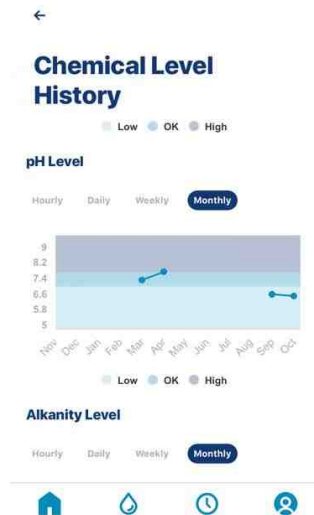 Chemical Level
History
Low OK High
pH Level
Hourly Daily Weekly Monthly
9
8.2
7.4
6.6
5.8
5
Nov Dec Jan Feb Mar Apr May Jun Jul Aug Sep Oct
Low OK High
Alkanity Level
Hourly Daily Weekly Monthly